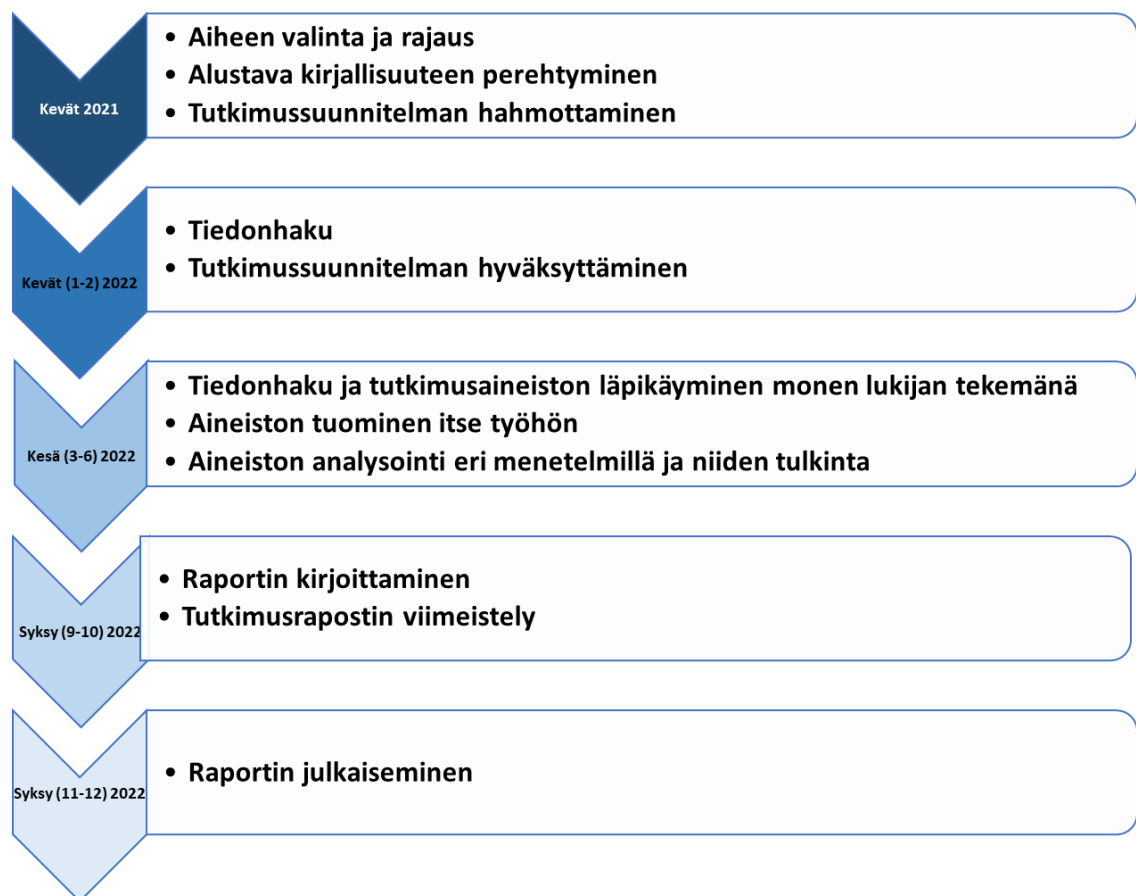 Kevät 2021
• Aiheen valinta ja rajaus
• Alustava kirjallisuuteen perehtyminen
• Tutkimussuunnitelman hahmottaminen
Kevät (1-2) 2022
• Tiedonhaku
• Tutkimussuunnitelman hyväksyttäminen
Kesä (3-6) 2022
• Tiedonhaku ja tutkimusaineiston läpikäyminen monen lukijan tekemänä
• Aineiston tuominen itse työhön
• Aineiston analysointi eri menetelmillä ja niiden tulkinta
Syksy (9-10) 2022
• Raportin kirjoittaminen
• Tutkimusrapostin viimeistely
Syksy (11-12) 2022
• Raportin julkaiseminen